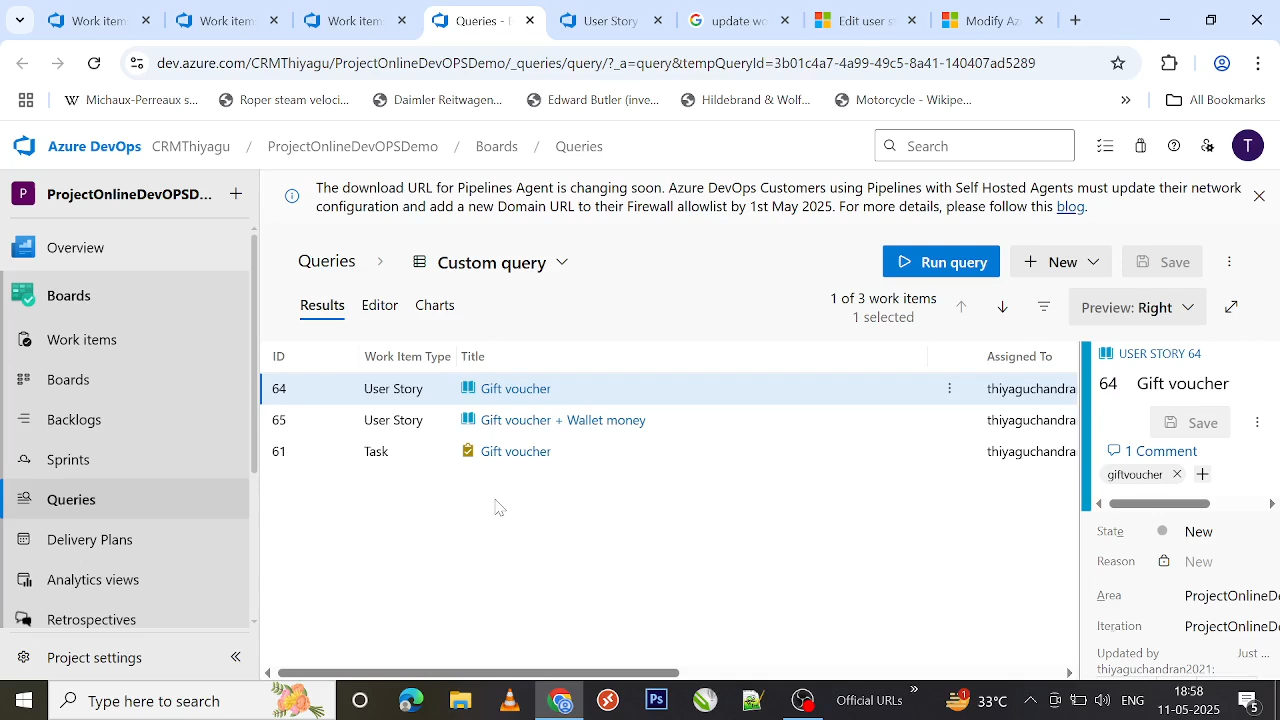 Work item
Work item
Work item
Queries - 
User Story
update wo
Edit user s
Modify Az
dev.azure.com/CRMThiyagu/ProjectOnlineDevOPSDemo/_queries/query/?_a=query&tempQueryId=3b01c4a7-4a99-49c5-8a41-140407ad5289
Michaux-Perreaux s...
Roper steam veloci...
Daimler Reitwagen...
Edward Butler (inve...
Hildebrand & Wolf...
Motorcycle - Wikipe...
»
All Bookmarks
Azure DevOps CRMThiyagu / ProjectOnlineDevOPSDemo / Boards / Queries
Search
T
P ProjectOnlineDevOPSD... +
Overview
Boards
Work items
Boards
Backlogs
Sprints
Queries
Delivery Plans
Analytics views
Retrospectives
Project settings
The download URL for Pipelines Agent is changing soon. Azure DevOps Customers using Pipelines with Self Hosted Agents must update their network
configuration and add a new Domain URL to their Firewall allowlist by 1st May 2025. For more details, please follow this blog.
Queries > Custom query
Run query
New
Save
Results Editor Charts
1 of 3 work items
1 selected
Preview: Right
ID Work Item Type Title Assigned To
64 User Story Gift voucher thiyaguchandra
65 User Story Gift voucher + Wallet money thiyaguchandra
61 Task Gift voucher thiyaguchandra
USER STORY 64
64 Gift voucher
Save
1 Comment
giftvoucher
State New
Reason New
Area ProjectOnlineDe
Iteration ProjectOnlineDe
Updated by Just ...
thiyaguchandran2021:
Type here to search
Ps
Official URLs
»
1
33°C
ENG
18:58
11-05-2025
5